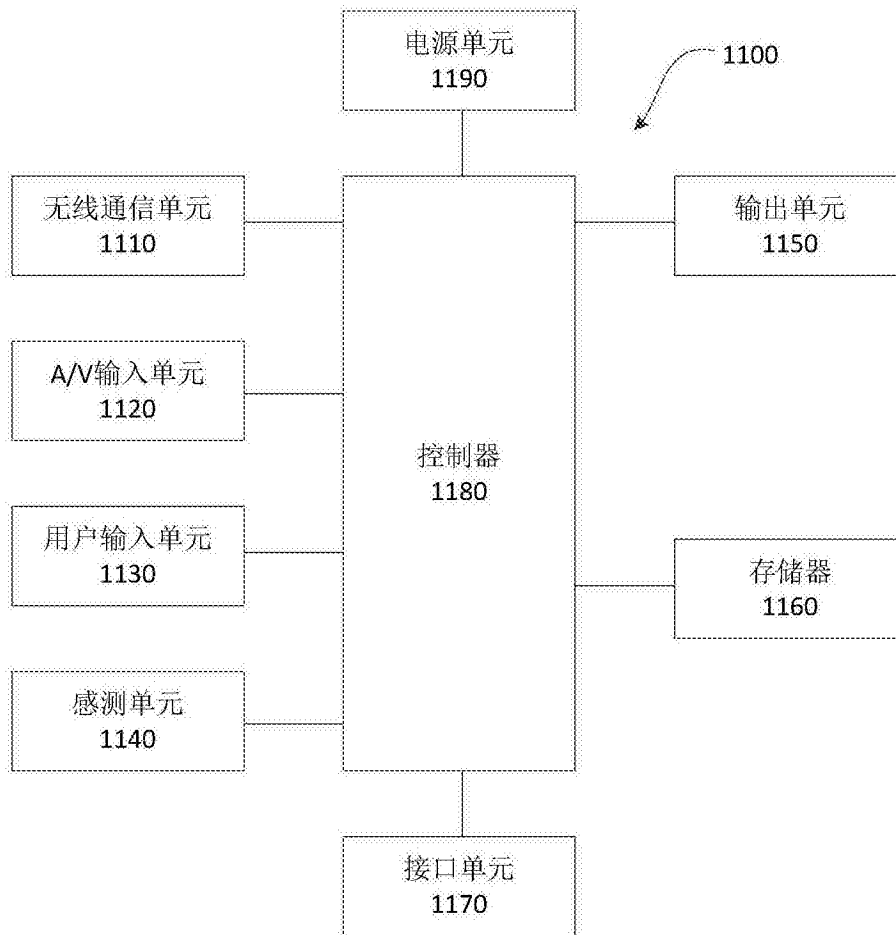 电源单元
1190
1100
无线通信单元
1110
输出单元
1150
A/V输入单元
1120
控制器
1180
用户输入单元
1130
存储器
1160
感测单元
1140
接口单元
1170